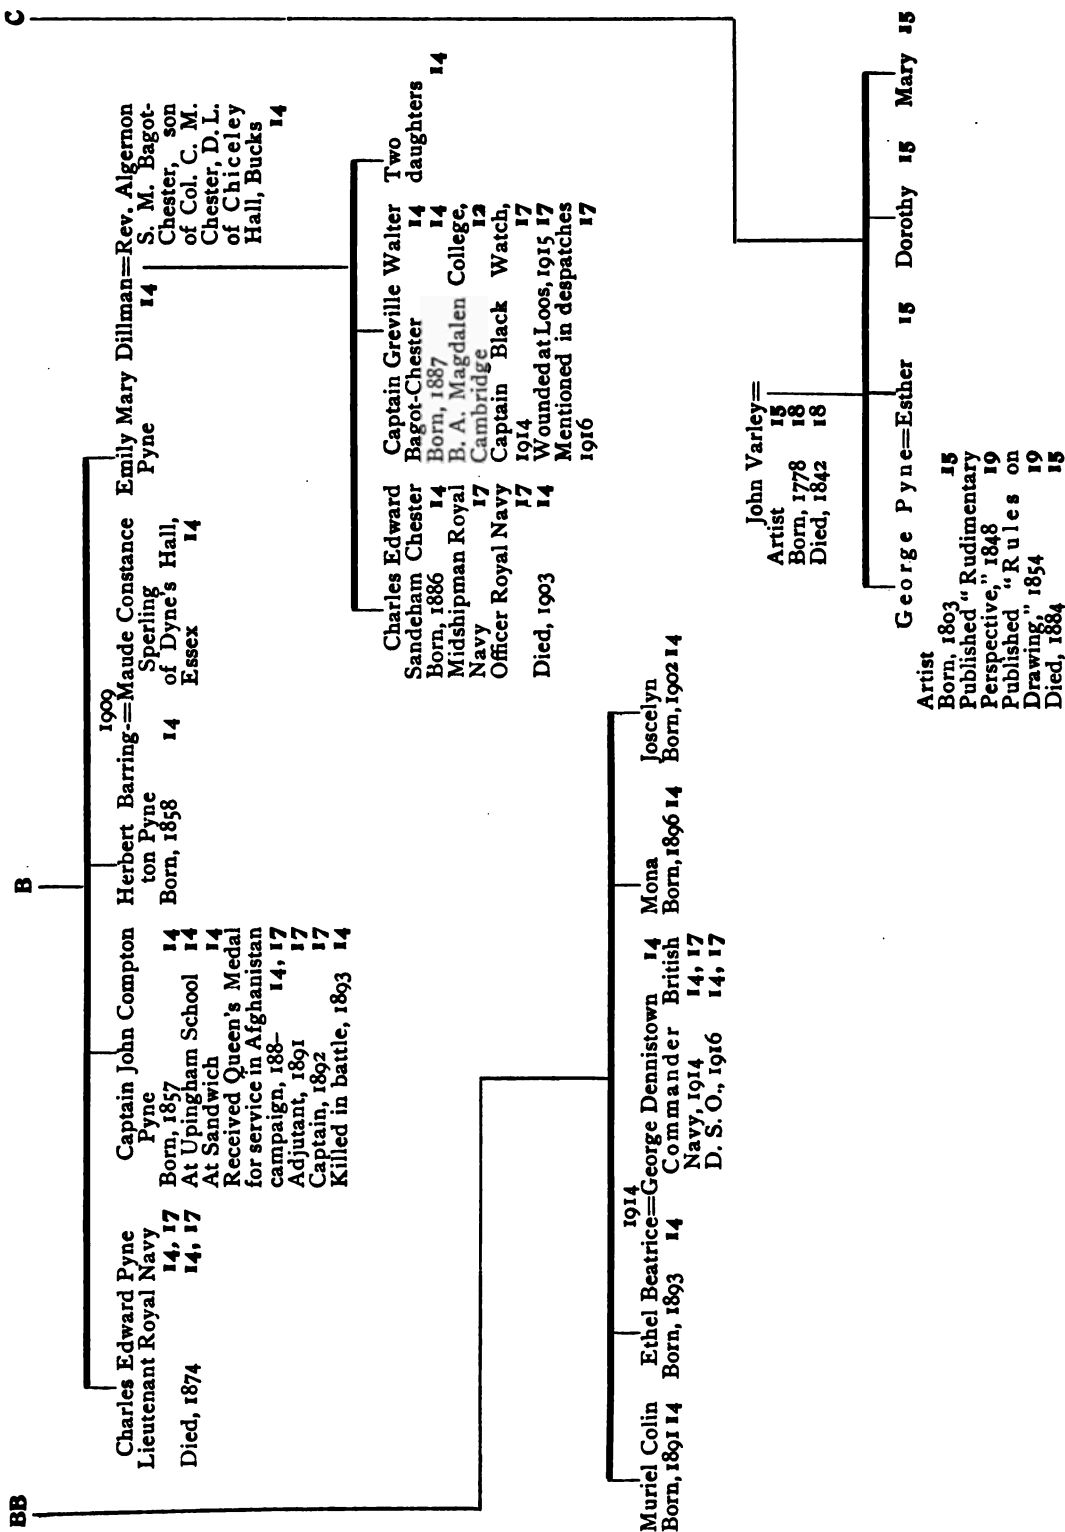 BB
B
C
Charles Edward Pyne
Lieutenant Royal Navy
14, 17
14, 17
Died, 1874
Captain John Compton
Pyne
Born, 1857 14
At Upingham School 14
At Sandwich 14
Received Queen's Medal
for service in Afghanistan
campaign, 188– 14, 17
Adjutant, 1891 17
Captain, 1892 17
Killed in battle, 1893 14
1909
Herbert Barring-=Maude Constance
ton Pyne Sperling
Born, 1858 14 of Dyne's Hall,
Essex 14
Emily Mary Dillman=Rev. Algernon
Pyne 14 S. M. Bagot-
Chester, son
of Col. C. M.
Chester, D. L.
of Chiceley
Hall, Bucks
14
Charles Edward
Sandeham Chester
Born, 1886 14
Midshipman Royal
Navy 17
Officer Royal Navy
17
Died, 1903 14
Captain Greville Walter
Bagot-Chester 14
Born, 1887 14
B. A. Magdalen College,
Cambridge 12
Captain Black Watch,
1914 17
Wounded at Loos, 1915 17
Mentioned in despatches
1916 17
Two
daughters
14
Muriel Colin
Born, 1891 14
1914
Ethel Beatrice=George Dennistown 14
Born, 1893 14 Commander British
Navy, 1914 14, 17
D. S. O., 1916 14, 17
Mona
Born, 1896 14
Joscelyn
Born, 1902 14
John Varley=
Artist 15
Born, 1778 18
Died, 1842 18
George Pyne=Esther 15 Dorothy 15 Mary 15
Artist
Born, 1803 15
Published "Rudimentary
Perspective," 1848 19
Published "Rules on
Drawing," 1854 19
Died, 1884 15